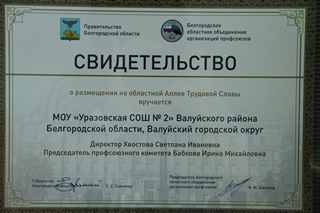 Правительство
Белгородской области
Белгородское
областное объединение
организаций профсоюзов
СВИДЕТЕЛЬСТВО
о размещении на областной Аллее Трудовой Славы
вручается
МОУ «Уразовская СОШ № 2» Валуйского района
Белгородской области, Валуйский городской округ
Директор Хвостова Светлана Ивановна
Председатель профсоюзного комитета Бабкова Ирина Михайловна
Губернатор
Белгородской
Е. С. Савченко
Председатель Белгородского
областного объединения
организаций профсоюзов
Н. М. Шаталов